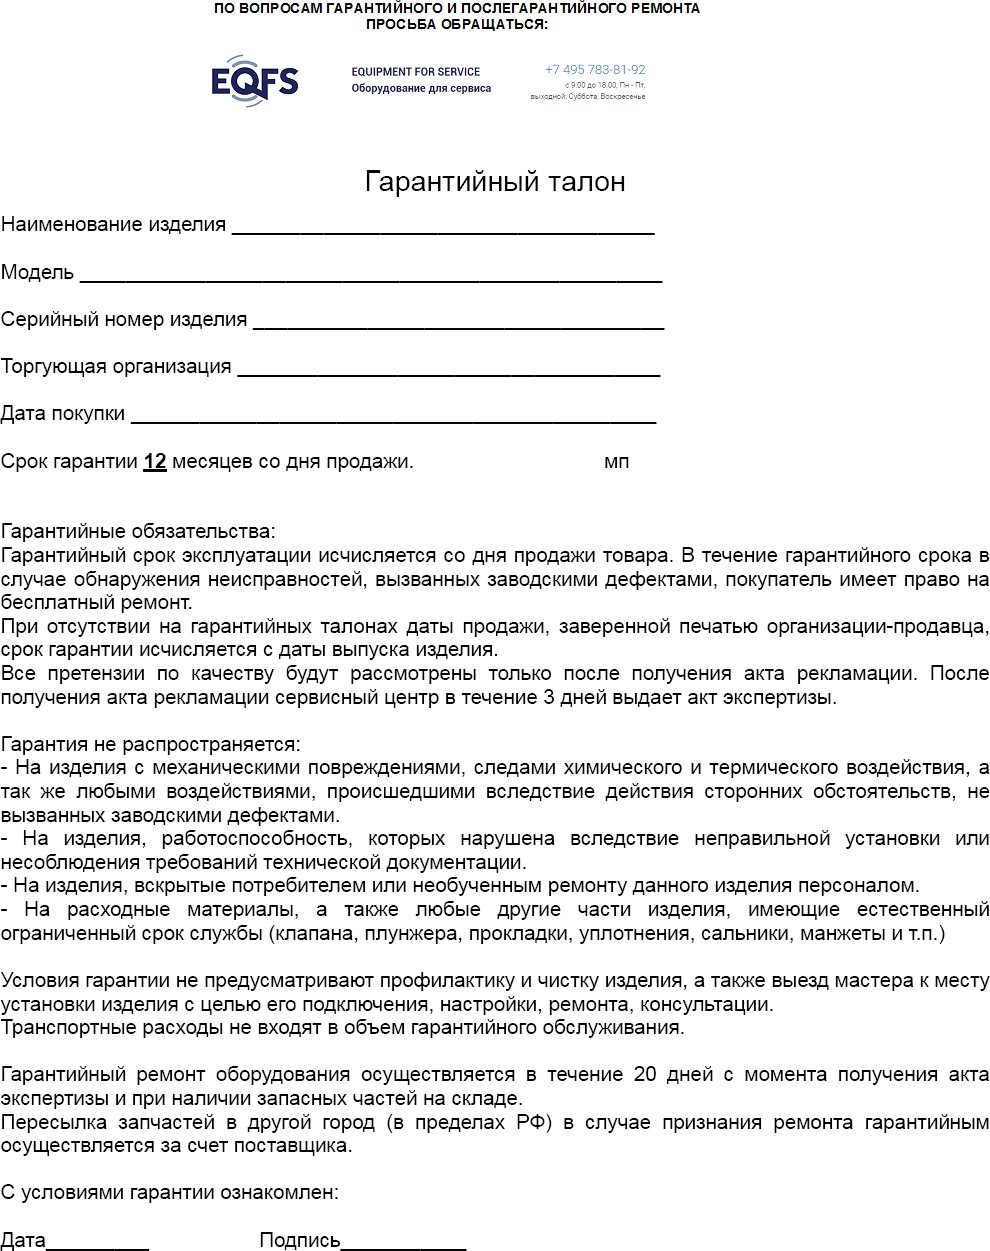 ПО ВОПРОСАМ ГАРАНТИЙНОГО И ПОСЛЕГАРАНТИЙНОГО РЕМОНТА
ПРОСЬБА ОБРАЩАТЬСЯ:
EQFS
EQUIPMENT FOR SERVICE
Оборудование для сервиса
+7 495 783-81-92
с 9.00 до 18.00, Пн - Пт,
выходной: Суббота, Воскресенье
Гарантийный талон
Наименование изделия _____________________________________
Модель ___________________________________________________
Серийный номер изделия ____________________________________
Торгующая организация _____________________________________
Дата покупки ______________________________________________
Срок гарантии 12 месяцев со дня продажи. мп
Гарантийные обязательства:
Гарантийный срок эксплуатации исчисляется со дня продажи товара. В течение гарантийного срока в
случае обнаружения неисправностей, вызванных заводскими дефектами, покупатель имеет право на
бесплатный ремонт.
При отсутствии на гарантийных талонах даты продажи, заверенной печатью организации-продавца,
срок гарантии исчисляется с даты выпуска изделия.
Все претензии по качеству будут рассмотрены только после получения акта рекламации. После
получения акта рекламации сервисный центр в течение 3 дней выдает акт экспертизы.
Гарантия не распространяется:
- На изделия с механическими повреждениями, следами химического и термического воздействия, а
так же любыми воздействиями, происшедшими вследствие действия сторонних обстоятельств, не
вызванных заводскими дефектами.
- На изделия, работоспособность, которых нарушена вследствие неправильной установки или
несоблюдения требований технической документации.
- На изделия, вскрытые потребителем или необученным ремонту данного изделия персоналом.
- На расходные материалы, а также любые другие части изделия, имеющие естественный
ограниченный срок службы (клапана, плунжера, прокладки, уплотнения, сальники, манжеты и т.п.)
Условия гарантии не предусматривают профилактику и чистку изделия, а также выезд мастера к месту
установки изделия с целью его подключения, настройки, ремонта, консультации.
Транспортные расходы не входят в объем гарантийного обслуживания.
Гарантийный ремонт оборудования осуществляется в течение 20 дней с момента получения акта
экспертизы и при наличии запасных частей на складе.
Пересылка запчастей в другой город (в пределах РФ) в случае признания ремонта гарантийным
осуществляется за счет поставщика.
С условиями гарантии ознакомлен:
Дата_________ Подпись___________